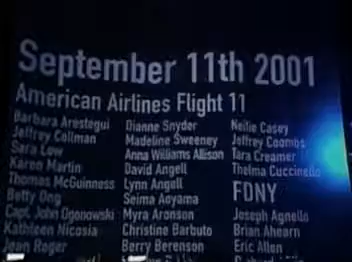 September 11th 2001
American Airlines Flight 11
Barbara Arestegui
Jeffrey Collman
Sara Low
Karen Martin
Thomas McGuinness
Betty Ong
Capt. John Ogonowski
Kathleen Nicosia
Jean Roger
Dianne Snyder
Madeline Sweeney
Anna Williams Allison
David Angell
Lynn Angell
Seima Aoyama
Myra Aronson
Christine Barbuto
Berry Berenson
Neilie Casey
Jeffrey Coombs
Tara Creamer
Thelma Cuccinello
FDNY
Joseph Agnello
Brian Ahearn
Eric Allen